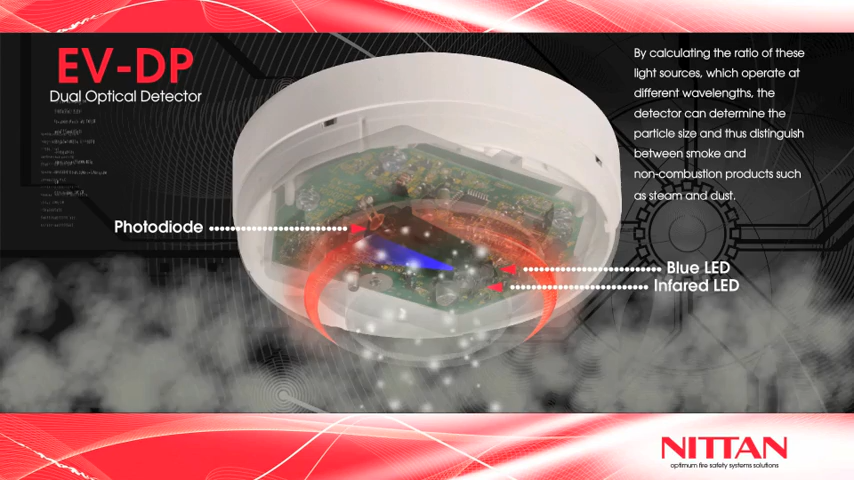 EV-DP
Dual Optical Detector
By calculating the ratio of these
light sources, which operate at
different wavelengths, the
detector can determine the
particle size and thus distinguish
between smoke and
non-combustion products such
as steam and dust.
Photodiode
Blue LED
Infared LED
NITTAN
optimum fire safety systems solutions